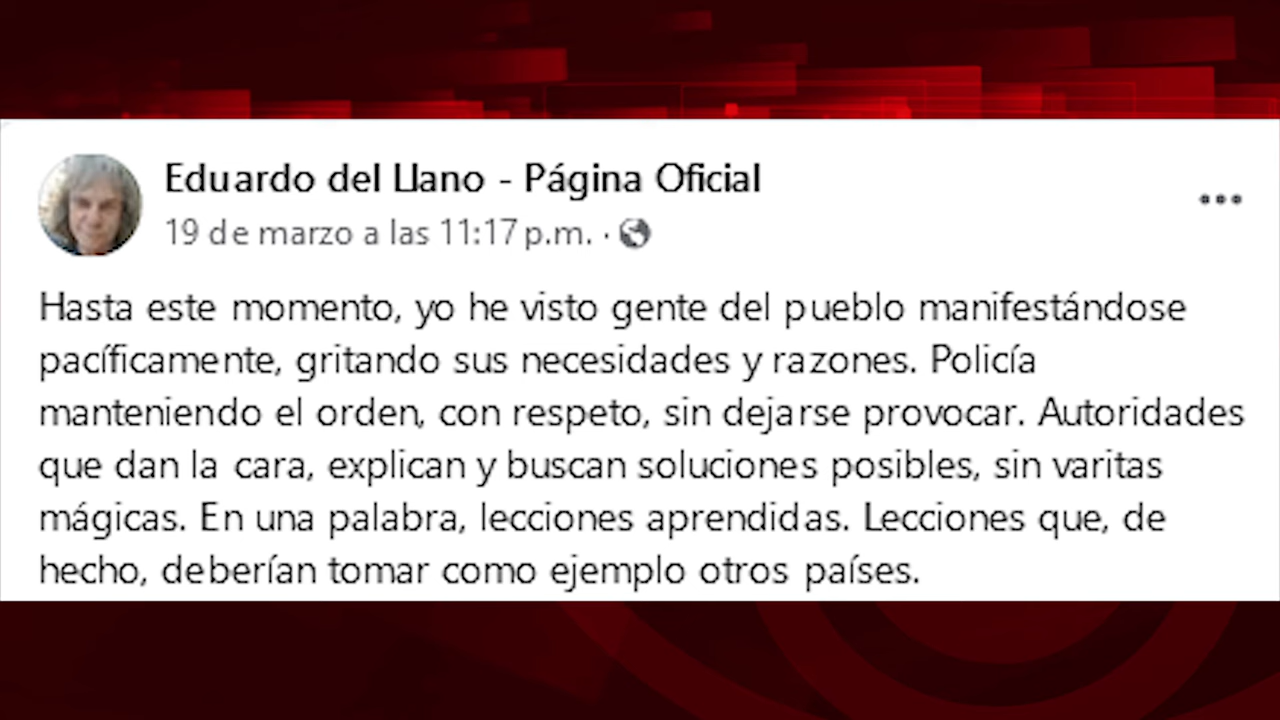 Eduardo del Llano - Página Oficial
19 de marzo a las 11:17 p.m. ·
Hasta este momento, yo he visto gente del pueblo manifestándose
pacíficamente, gritando sus necesidades y razones. Policía
manteniendo el orden, con respeto, sin dejarse provocar. Autoridades
que dan la cara, explican y buscan soluciones posibles, sin varitas
mágicas. En una palabra, lecciones aprendidas. Lecciones que, de
hecho, deberían tomar como ejemplo otros países.